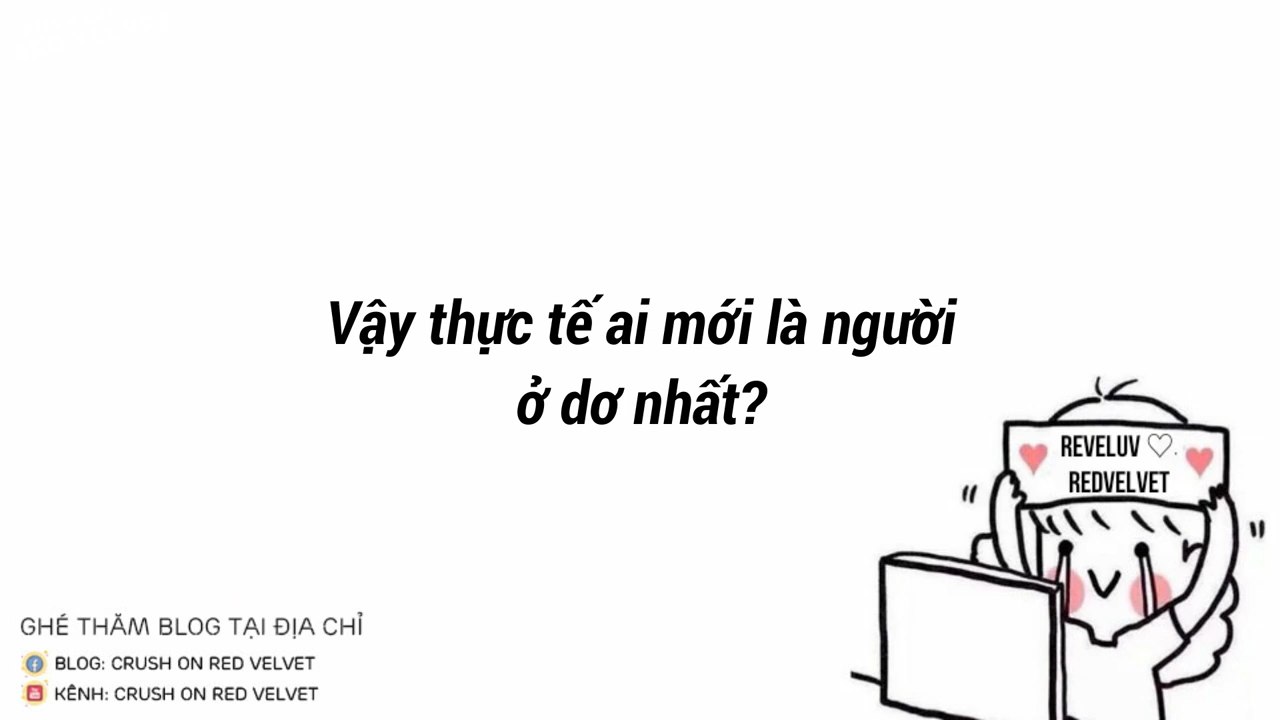 Vậy thực tế ai mới là người
ở dơ nhất?
REVELUV ♡
REDVELVET
GHÉ THĂM BLOG TẠI ĐỊA CHỈ
BLOG: CRUSH ON RED VELVET
KÊNH: CRUSH ON RED VELVET